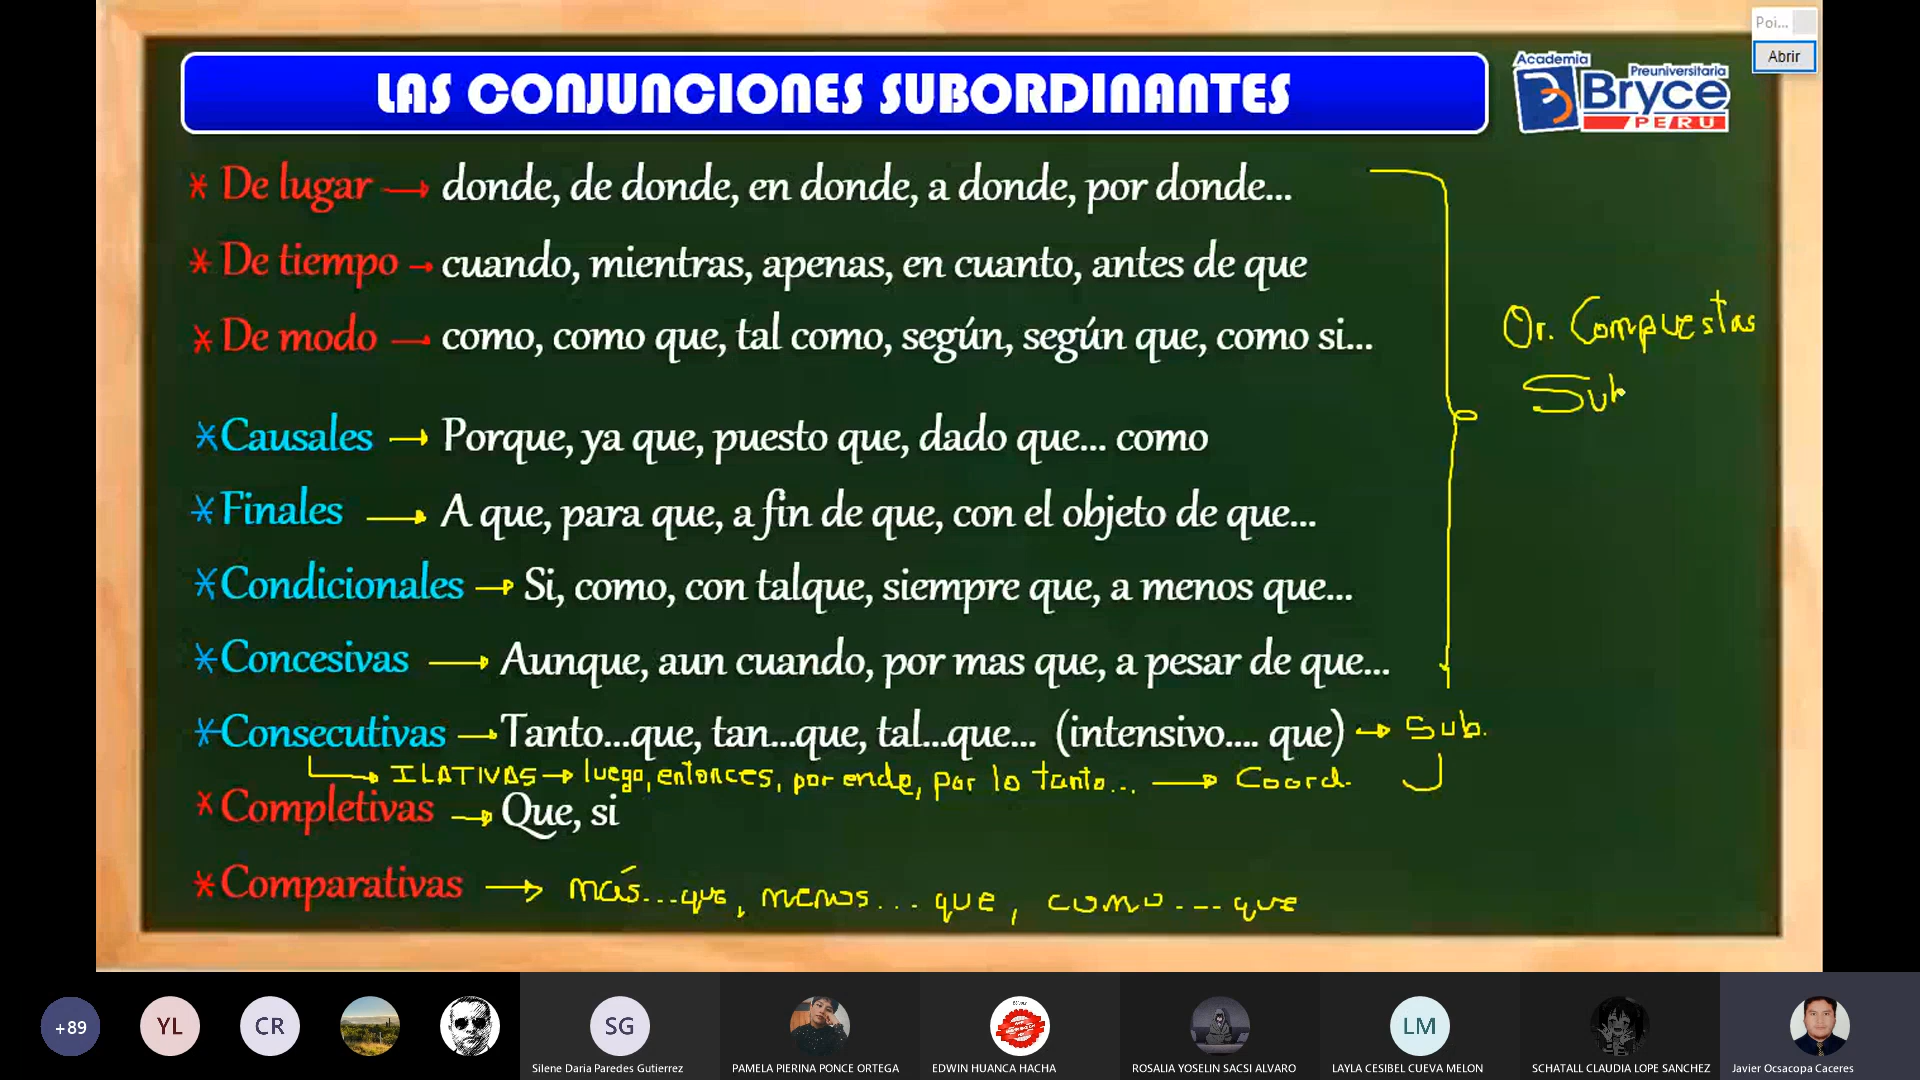 Poi...
Abrir
LAS CONJUNCIONES SUBORDINANTES
Academia
Preuniversitaria
Bryce
PERU
* De lugar → donde, de donde, en donde, a donde, por donde...
* De tiempo → cuando, mientras, apenas, en cuanto, antes de que
* De modo → como, como que, tal como, según, según que, como si...
Or. Compuestas
Sub
* Causales → Porque, ya que, puesto que, dado que... como
* Finales → A que, para que, a fin de que, con el objeto de que...
* Condicionales → Si, como, con talque, siempre que, a menos que...
* Concesivas → Aunque, aun cuando, por mas que, a pesar de que...
* Consecutivas → Tanto...que, tan...que, tal...que... (intensivo.... que) → Sub.
ILATIVAS → luego, entonces, por ende, por lo tanto... → Coord.
* Completivas → Que, si
* Comparativas → más...que, menos... que, como.... que
+89
YL
CR
SG
LM
Silene Daria Paredes Gutierrez
PAMELA PIERINA PONCE ORTEGA
EDWIN HUANCA HACHA
ROSALIA YOSELIN SACSI ALVARO
LAYLA CESIBEL CUEVA MELON
SCHATALL CLAUDIA LOPE SANCHEZ
Javier Ocsacopa Caceres